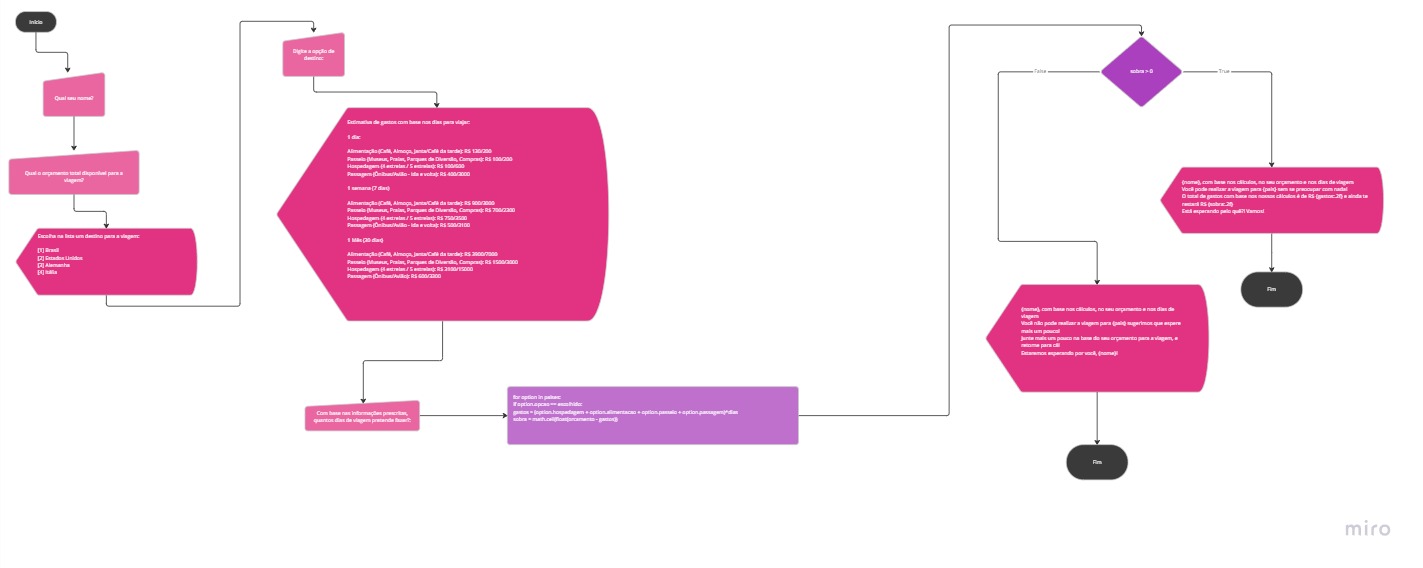 Início
Qual seu nome?
Qual o orçamento total disponível para a
viagem?
Escolha na lista um destino para a viagem:
[1] Brasil
[2] Estados Unidos
[3] Alemanha
[4] Itália
Digite a opção de
destino:
Estimativa de gastos com base nos dias para viajar:
1 dia:
Alimentação (Café, Almoço, Janta/Café da tarde): R$ 130/200
Passeio (Museus, Praias, Parques de Diversão, Compras): R$ 100/200
Hospedagem (4 estrelas / 5 estrelas): R$ 100/600
Passagem (Ônibus/Avião - ida e volta): R$ 400/3000
1 semana (7 dias)
Alimentação (Café, Almoço, Janta/Café da tarde): R$
Passeio (Museus, Praias, Parques de Diversão, Compras): R$
Hospedagem (4 estrelas / 5 estrelas): R$ 750/3500
Passagem (Ônibus/Avião - ida e volta): R$ 500/3100
1 Mês (30 dias)
Alimentação (Café, Almoço, Janta/Café da tarde): R$
Passeio (Museus, Praias, Parques de Diversão, Compras): R$ 1500/3000
Hospedagem (4 estrelas / 5 estrelas): R$
Passagem (Ônibus/Avião): R$
Com base nas informações prescritas,
quantos dias de viagem pretende fazer?:
for option in paises:
if option.opcao == escolhido:
gastos = (option.hospedagem + option.alimentacao + option.passeio + option.passagem)*dias
sobra = math.ceil(float(orcamento - gastos))
sobra > 0
False
True
{nome}, com base nos cálculos, no seu orçamento e nos dias de viagem
Você pode realizar a viagem para {pais} sem se preocupar com nada!
O total de gastos com base nos nossos cálculos é de R$ {gastos:.2f} e ainda te
restará R$ {sobra:.2f}
Está esperando pelo quê?! Vamos!
Fim
{nome}, com base nos cálculos, no seu orçamento e nos dias de
viagem
Você não pode realizar a viagem para {pais} sugerimos que espere
mais um pouco!
Junte mais um pouco na base do seu orçamento para a viagem, e
retorne para cá!
Estaremos esperando por você, {nome}!
Fim
miro